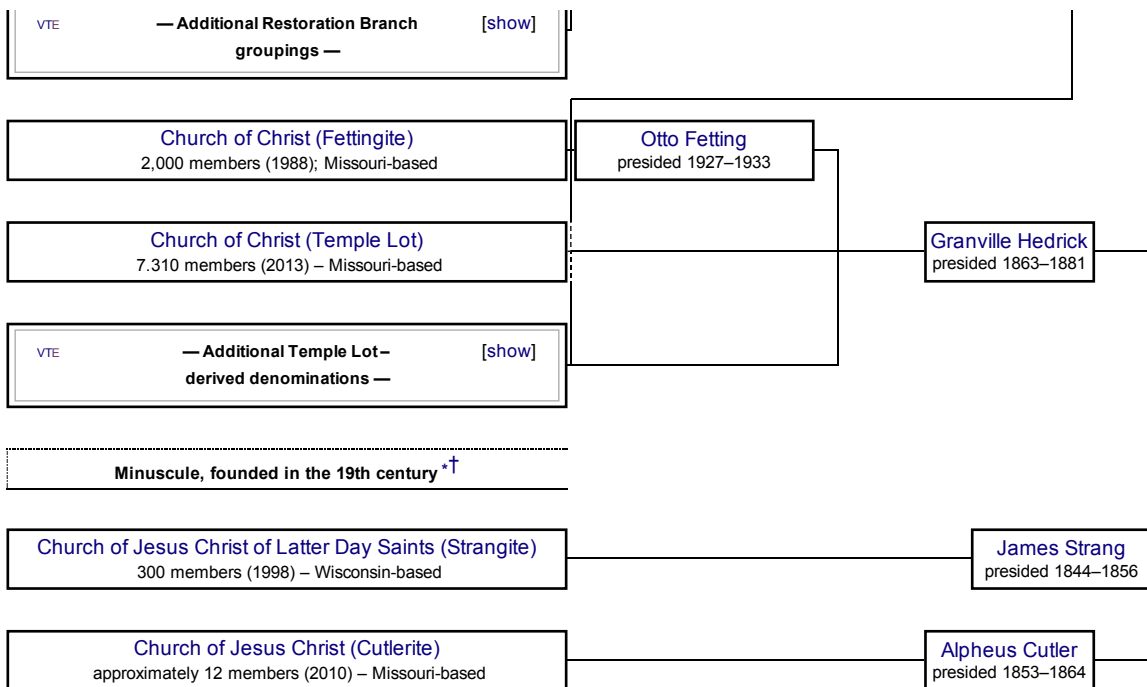 VTE — Additional Restoration Branch [show]
groupings —
Church of Christ (Fettingite)
2,000 members (1988); Missouri-based
Otto Fetting
presided 1927–1933
Church of Christ (Temple Lot)
7.310 members (2013) – Missouri-based
Granville Hedrick
presided 1863–1881
VTE — Additional Temple Lot– [show]
derived denominations —
Minuscule, founded in the 19th century *†
Church of Jesus Christ of Latter Day Saints (Strangite)
300 members (1998) – Wisconsin-based
James Strang
presided 1844–1856
Church of Jesus Christ (Cutlerite)
approximately 12 members (2010) – Missouri-based
Alpheus Cutler
presided 1853–1864